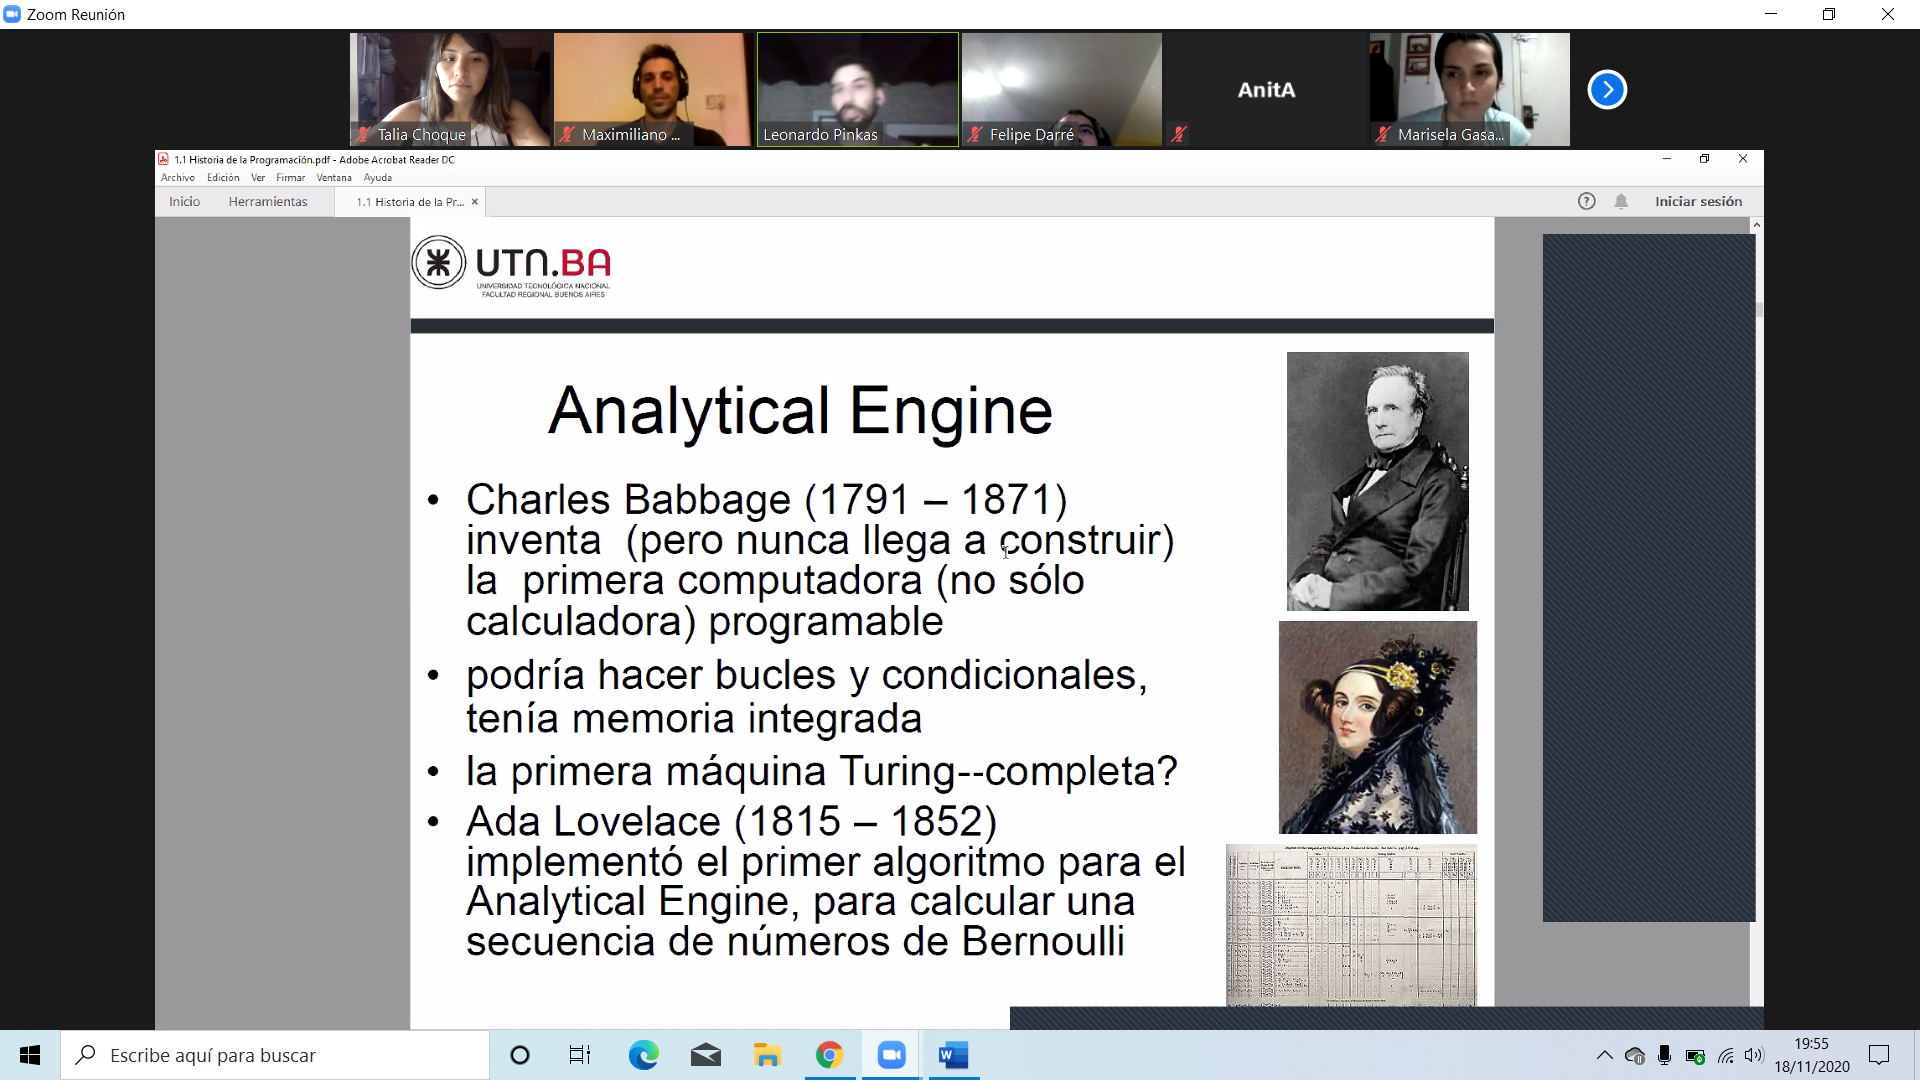 Zoom Reunión
Talia Choque
Maximiliano ...
Leonardo Pinkas
Felipe Darré
AnitA
Marisela Gasa...
1.1 Historia de la Programación.pdf - Adobe Acrobat Reader DC
Archivo Edición Ver Firmar Ventana Ayuda
Inicio Herramientas 1.1 Historia de la Pr... × Iniciar sesión
UTN.BA
UNIVERSIDAD TECNOLÓGICA NACIONAL
FACULTAD REGIONAL BUENOS AIRES
Analytical Engine
• Charles Babbage (1791 – 1871)
inventa (pero nunca llega a construir)
la primera computadora (no sólo
calculadora) programable
• podría hacer bucles y condicionales,
tenía memoria integrada
• la primera máquina Turing--completa?
• Ada Lovelace (1815 – 1852)
implementó el primer algoritmo para el
Analytical Engine, para calcular una
secuencia de números de Bernoulli
Escribe aquí para buscar
19:55
18/11/2020